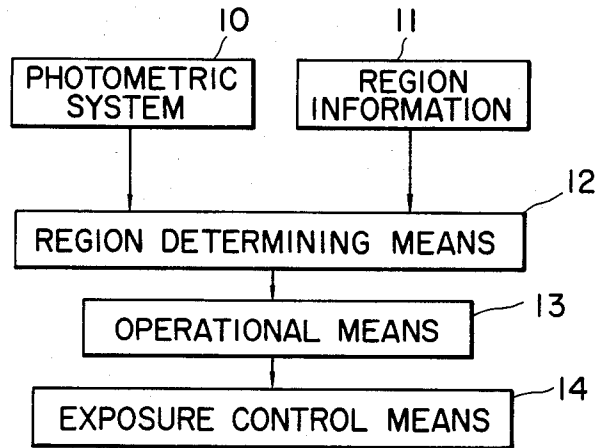 10
11
PHOTOMETRIC
SYSTEM
REGION
INFORMATION
12
REGION DETERMINING MEANS
13
OPERATIONAL MEANS
14
EXPOSURE CONTROL MEANS